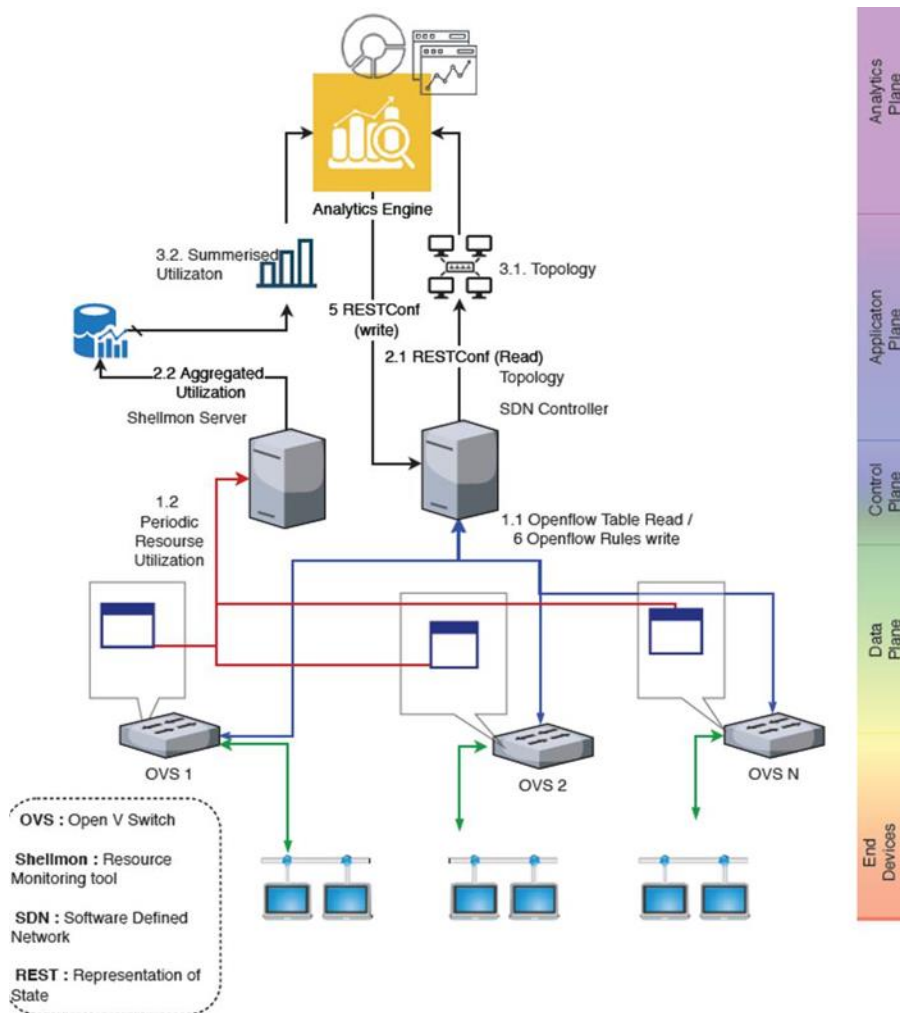 Analytics Engine
3.2. Summerised
Utilizaton
3.1. Topology
5 RESTConf
(write)
2.1 RESTConf (Read)
Topology
SDN Controller
2.2 Aggregated
Utilization
Shellmon Server
1.2
Periodic
Resourse
Utilization
1.1 Openflow Table Read /
6 Openflow Rules write
OVS 1
OVS 2
OVS N
OVS : Open V Switch
Shellmon : Resource
Monitoring tool
SDN : Software Defined
Network
REST : Representation of
State
Analytics
Plane
Applicaton
Plane
Control
Plane
Data
Plane
End
Devices